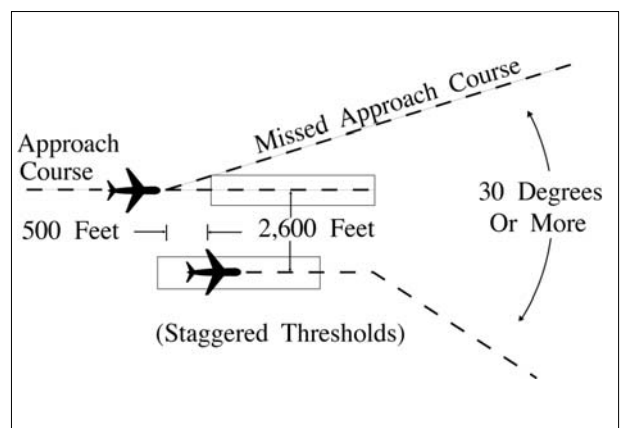 Missed Approach Course
Approach
Course
30 Degrees
Or More
500 Feet
2,600 Feet
(Staggered Thresholds)